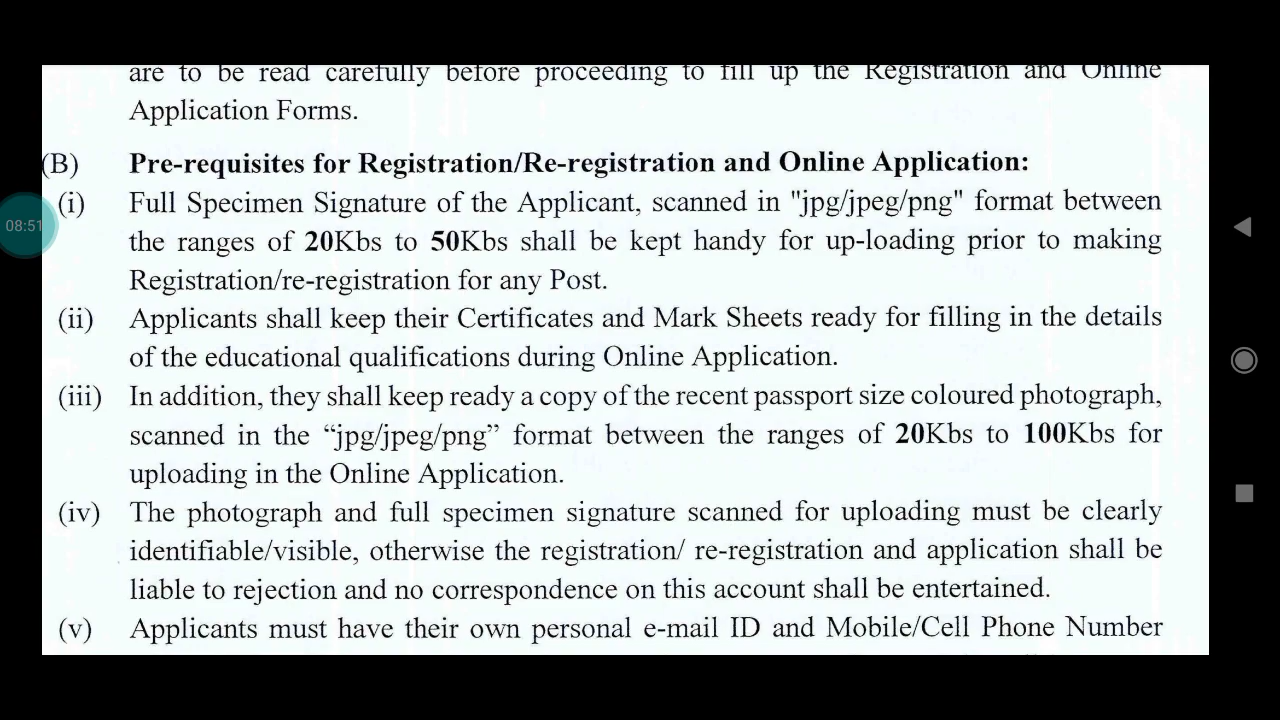 are to be read carefully before proceeding to fill up the Registration and Online
Application Forms.
(B) Pre-requisites for Registration/Re-registration and Online Application:
(i) Full Specimen Signature of the Applicant, scanned in "jpg/jpeg/png" format between
the ranges of 20Kbs to 50Kbs shall be kept handy for up-loading prior to making
Registration/re-registration for any Post.
(ii) Applicants shall keep their Certificates and Mark Sheets ready for filling in the details
of the educational qualifications during Online Application.
(iii) In addition, they shall keep ready a copy of the recent passport size coloured photograph,
scanned in the “jpg/jpeg/png” format between the ranges of 20Kbs to 100Kbs for
uploading in the Online Application.
(iv) The photograph and full specimen signature scanned for uploading must be clearly
identifiable/visible, otherwise the registration/ re-registration and application shall be
liable to rejection and no correspondence on this account shall be entertained.
(v) Applicants must have their own personal e-mail ID and Mobile/Cell Phone Number
08:51